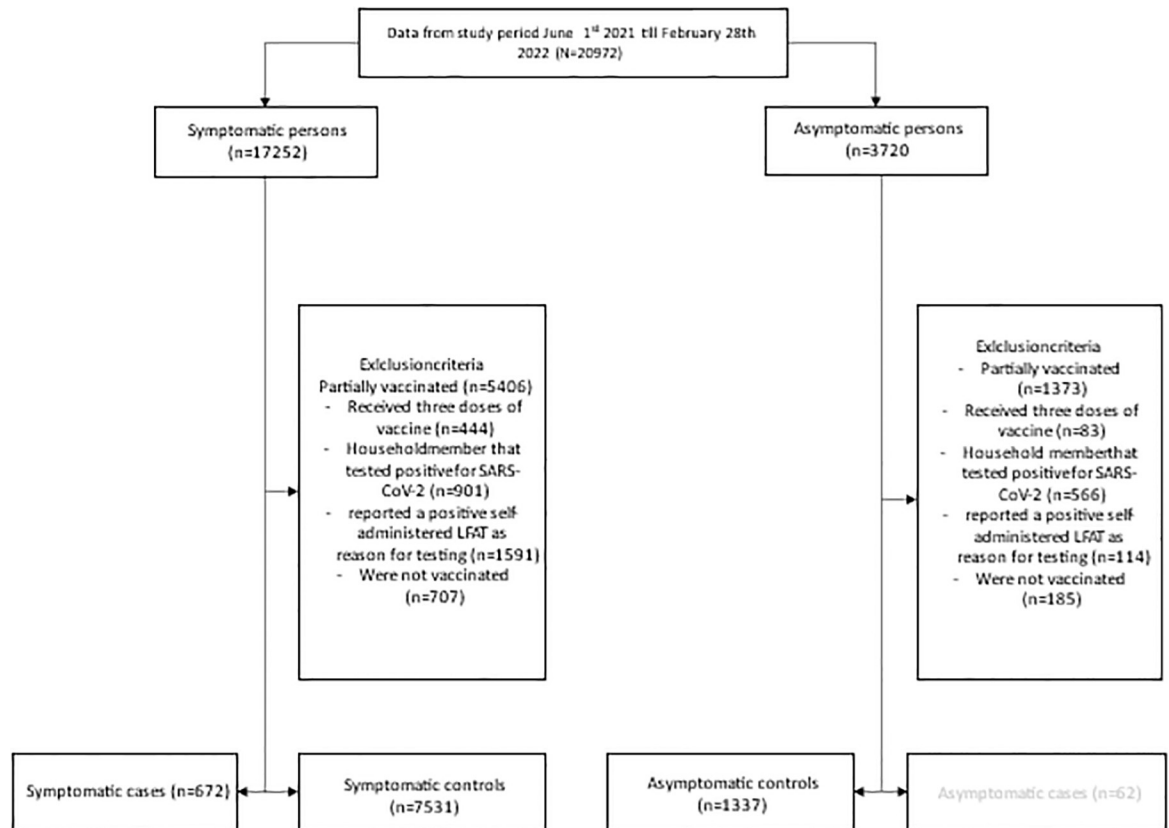 Data from study period June 1st 2021 till February 28th
2022 (N=20972)
Symptomatic persons
(n=17252)
Asymptomatic persons
(n=3720
Exlclusioncriteria
Partially vaccinated (n=5406)
- Received three doses of
vaccine (n=444)
- Householdmember that
tested positive for SARS-
CoV-2 (n=901)
- reported a positive self-
administered LFAT as
reason for testing (n=1591)
- Were not vaccinated
(n=707)
Exlclusioncriteria
- Partially vaccinated
(n=1373)
- Received three doses of
vaccine (n=83)
- Household memberthat
tested positive for SARS-
CoV-2 (n=566)
- reported a positive self-
administered LFAT as
reason for testing (n=114)
- Were not vaccinated
(n=185)
Symptomatic cases (n=672)
Symptomatic controls
(n=7531)
Asymptomatic controls
(n=1337)
Asymptomatic cases (n=62)